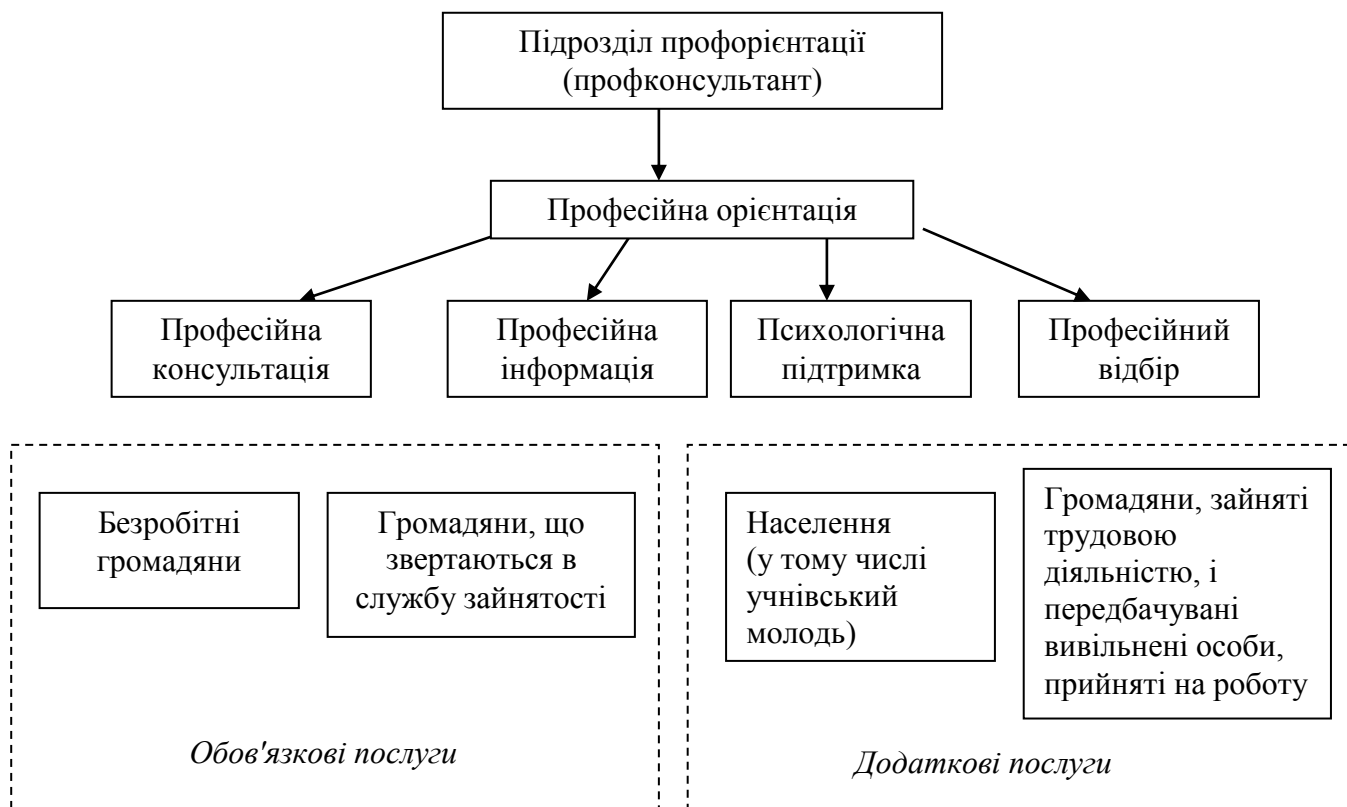 Підрозділ профорієнтації
(профконсультант)
Професійна орієнтація
Професійна
консультація
Професійна
інформація
Психологічна
підтримка
Професійний
відбір
Безробітні
громадяни
Громадяни, що
звертаються в
службу зайнятості
Населення
(у тому числі
учнівський
молодь)
Громадяни, зайняті
трудовою
діяльністю, і
передбачувані
вивільнені особи,
прийняті на роботу
Обов'язкові послуги
Додаткові послуги